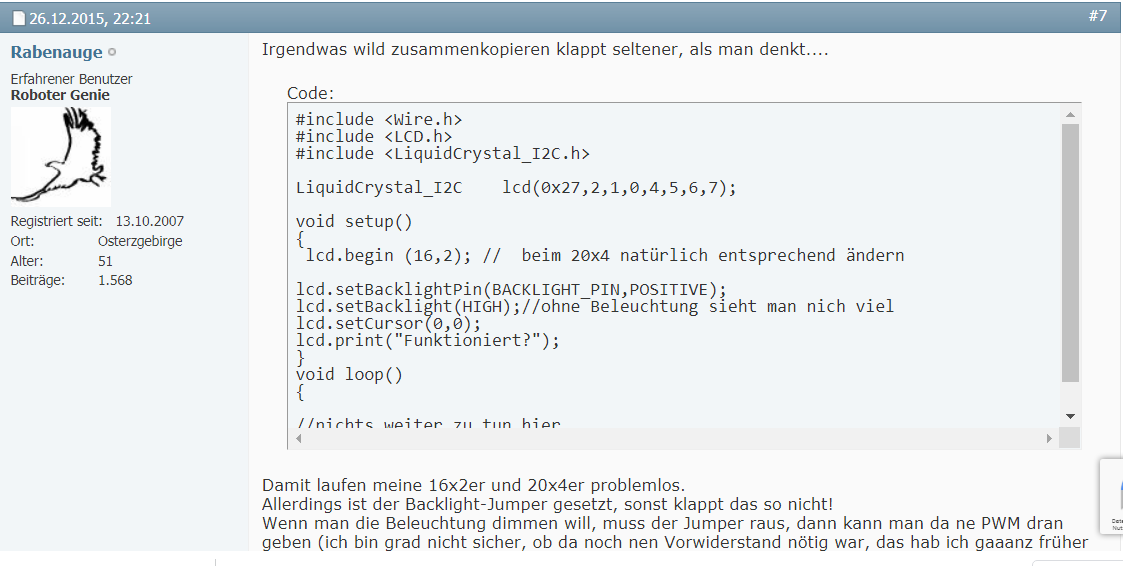 26.12.2015, 22:21
#7
Rabenauge
Erfahrener Benutzer
Roboter Genie
Registriert seit: 13.10.2007
Ort: Osterzgebirge
Alter: 51
Beiträge: 1.568
Irgendwas wild zusammenkopieren klappt seltener, als man denkt....
Code:
#include <Wire.h>
#include <LCD.h>
#include <LiquidCrystal_I2C.h>
LiquidCrystal_I2C    lcd(0x27,2,1,0,4,5,6,7);
void setup()
{
lcd.begin (16,2); //  beim 20x4 natürlich entsprechend ändern
lcd.setBacklightPin(BACKLIGHT_PIN,POSITIVE);
lcd.setBacklight(HIGH);//ohne Beleuchtung sieht man nich viel
lcd.setCursor(0,0);
lcd.print("Funktioniert?");
}
void loop()
{
//nichts weiter zu tun hier
Damit laufen meine 16x2er und 20x4er problemlos.
Allerdings ist der Backlight-Jumper gesetzt, sonst klappt das so nicht!
Wenn man die Beleuchtung dimmen will, muss der Jumper raus, dann kann man da ne PWM dran
geben (ich bin grad nicht sicher, ob da noch nen Vorwiderstand nötig war, das hab ich gaaanz früher